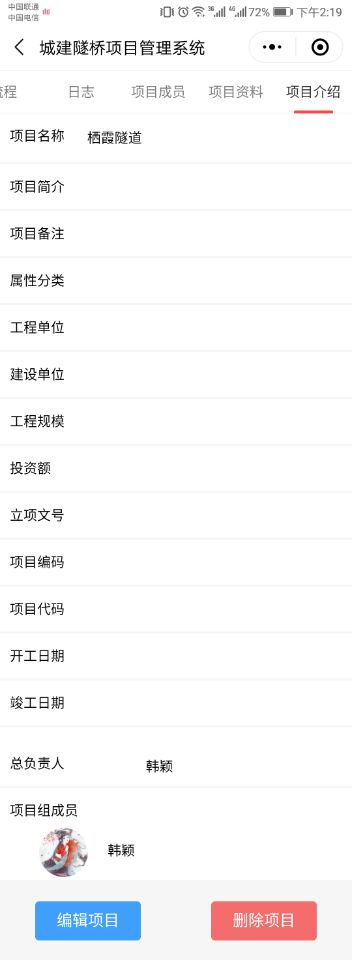 中国联通
中国电信
36 4G 72% 下午2:19
城建隧桥项目管理系统
流程 日志 项目成员 项目资料 项目介绍
项目名称 栖霞隧道
项目简介
项目备注
属性分类
工程单位
建设单位
工程规模
投资额
立项文号
项目编码
项目代码
开工日期
竣工日期
总负责人 韩颖
项目组成员
韩颖
编辑项目 删除项目